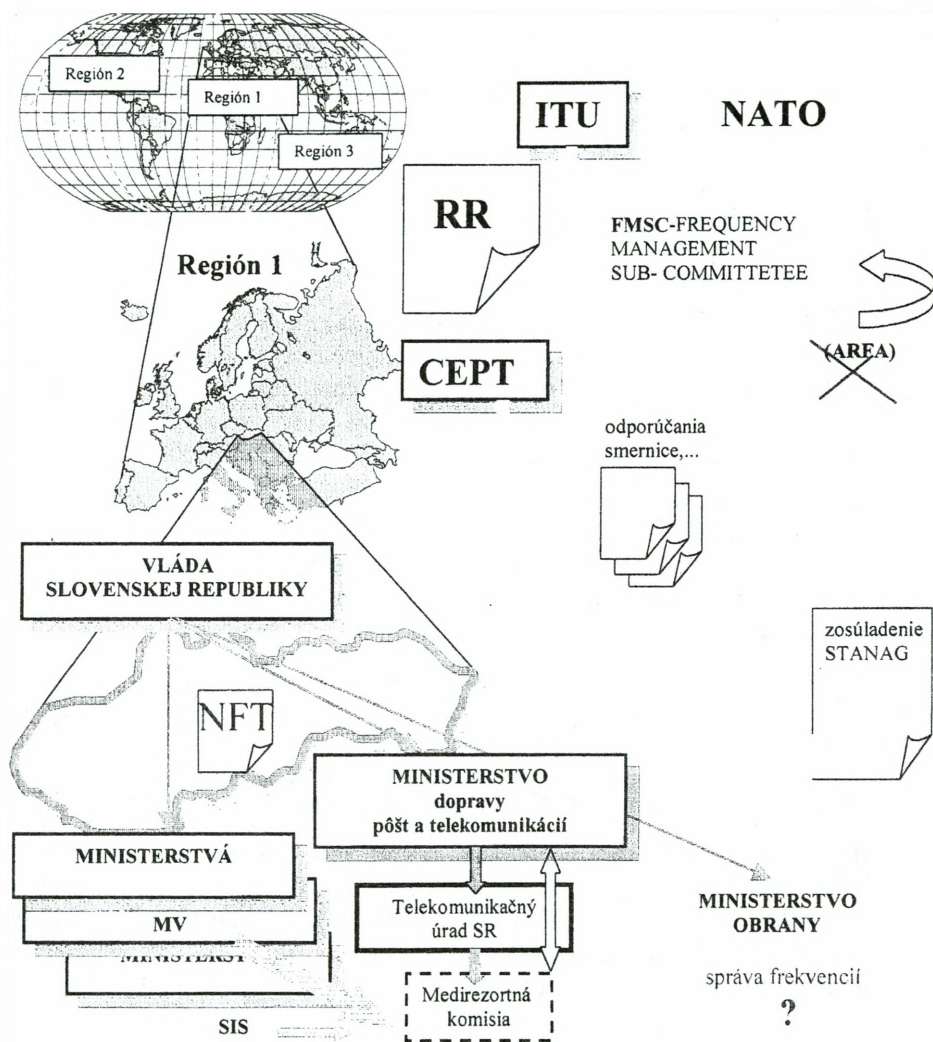 Región 2
Región 1
Región 3
ITU
NATO
RR
FMSC-FREQUENCY
MANAGEMENT
SUB- COMMITTETEE
Región 1
(AREA)
CEPT
odporúčania
smernice,...
VLÁDA
SLOVENSKEJ REPUBLIKY
zosúladenie
STANAG
NFT
MINISTERSTVO
dopravy
pôšt a telekomunikácií
MINISTERSTVÁ
MV
MINISTERST
Telekomunikačný
úrad SR
MINISTERSTVO
OBRANY
správa frekvencií
?
Medirezortná
komisia
SIS